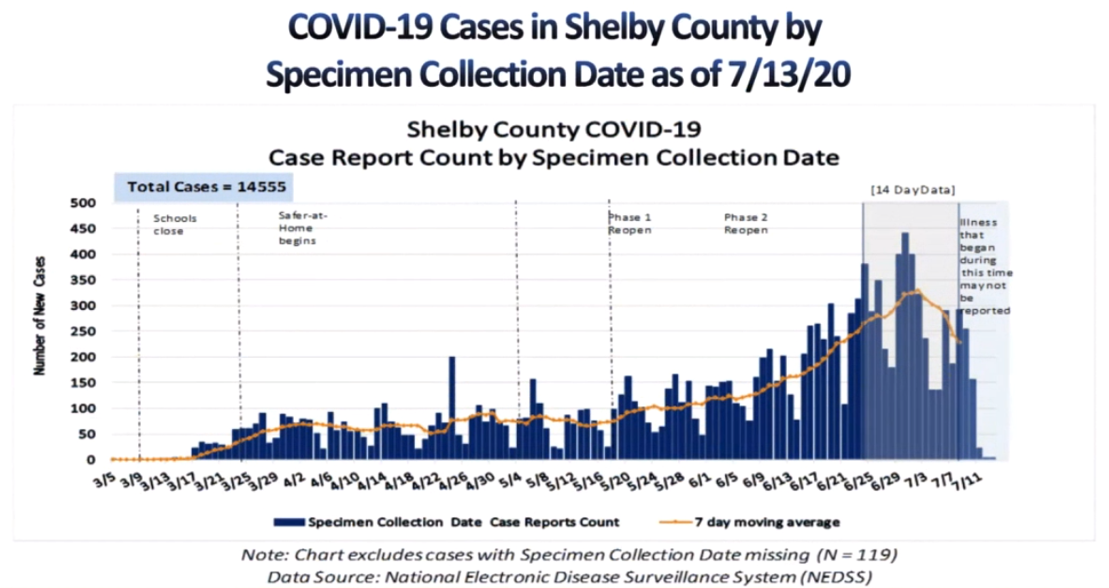 COVID-19 Cases in Shelby County by
Specimen Collection Date as of 7/13/20
Shelby County COVID-19
Case Report Count by Specimen Collection Date
Total Cases = 14555
[14 Day Data]
500
450
400
350
300
250
200
150
100
50
0
Number of New Cases
Schools
close
Safer-at-
Home
begins
Phase 1
Reopen
Phase 2
Reopen
Illness
that
began
during
this time
may not
be
reported
3/5 3/9 3/13 3/17 3/21 3/25 3/29 4/2 4/6 4/10 4/14 4/18 4/22 4/26 4/30 5/4 5/8 5/12 5/16 5/20 5/24 5/28 6/1 6/5 6/9 6/13 6/17 6/21 6/25 6/29 7/3 7/7 7/11
Specimen Collection Date Case Reports Count
7 day moving average
Note: Chart excludes cases with Specimen Collection Date missing (N = 119)
Data Source: National Electronic Disease Surveillance System (NEDSS)